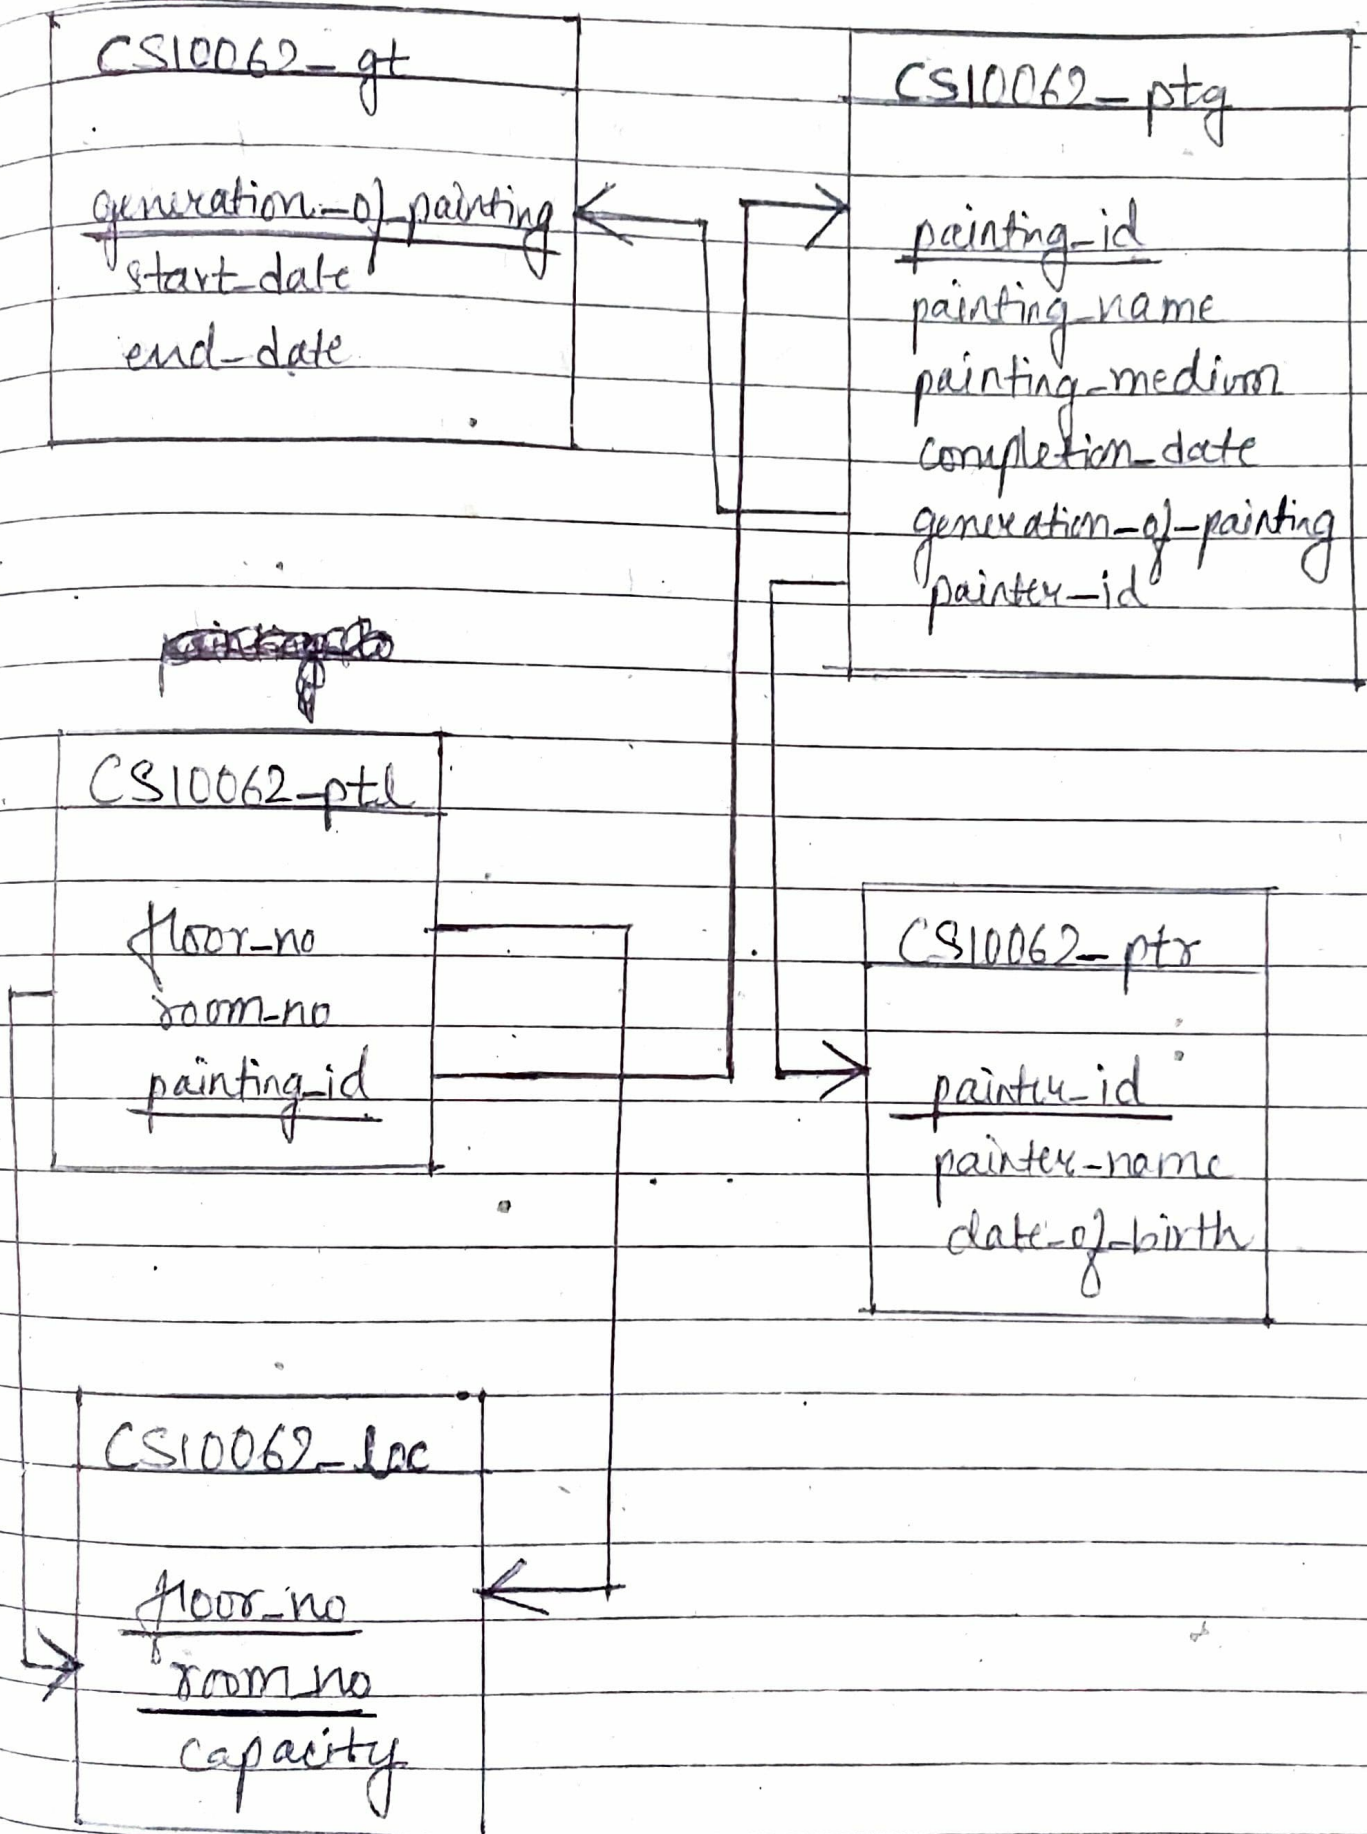 CS10062_gt
generation_of_painting
start_date
end_date
CS10062_ptg
painting_id
painting_name
painting_medium
completion_date
generation_of_painting
painter_id
CS10062_ptl
floor_no
room_no
painting_id
CS10062_ptr
painter_id
painter_name
date_of_birth
CS10062_loc
floor_no
room_no
capacity